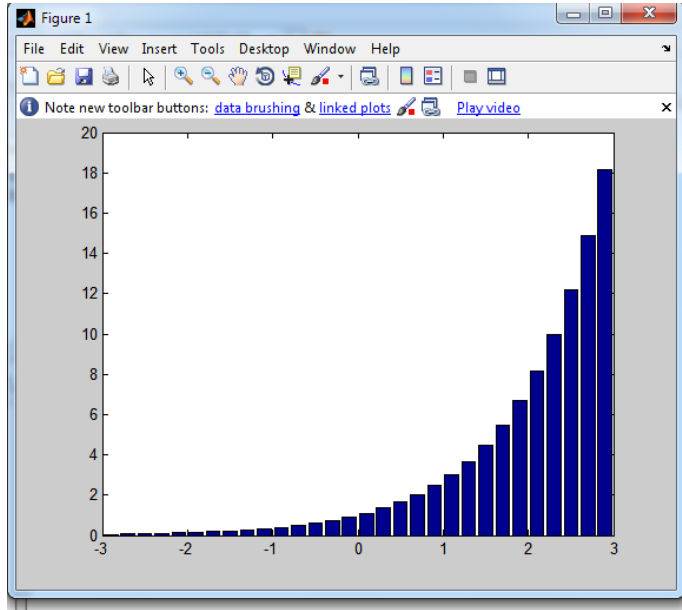 Figure 1
File Edit View Insert Tools Desktop Window Help
Note new toolbar buttons: data brushing & linked plots Play video
20
18
16
14
12
10
8
6
4
2
0
-3 -2 -1 0 1 2 3